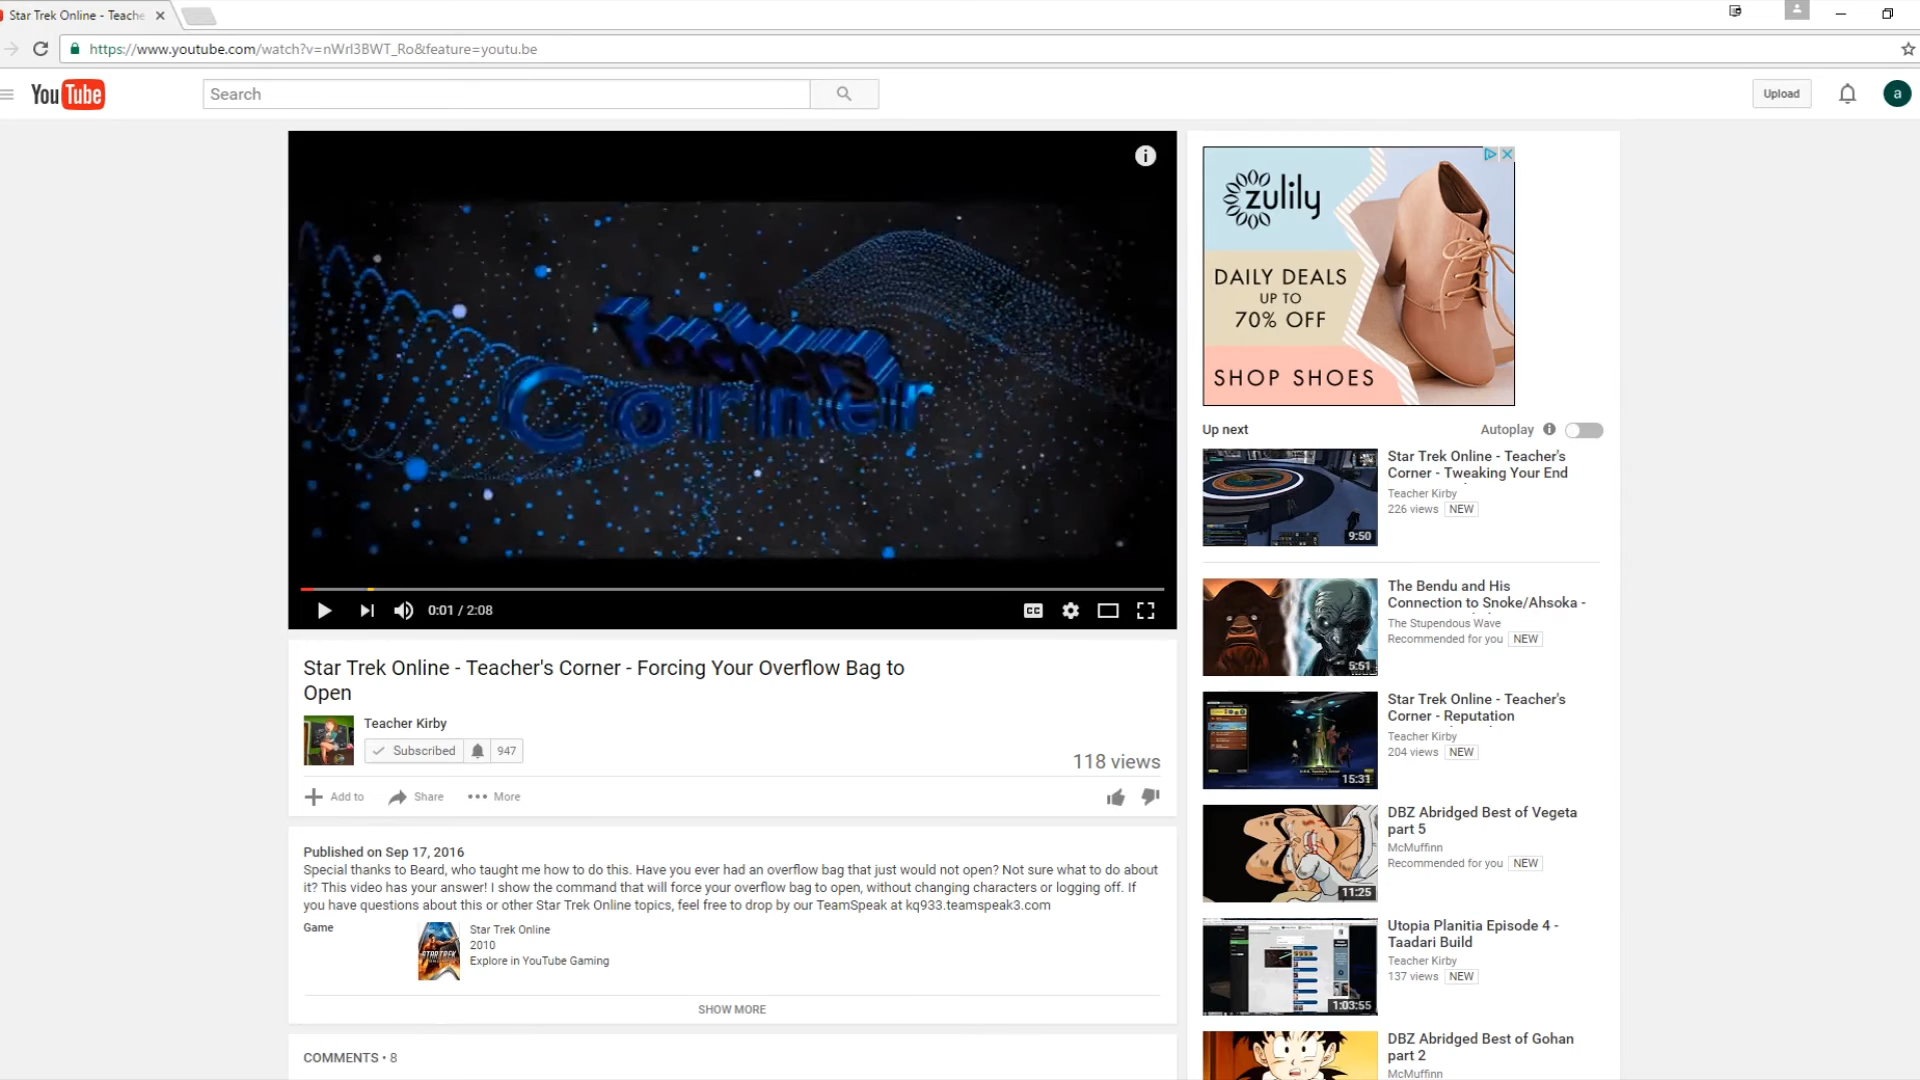 Star Trek Online - Teache
https://www.youtube.com/watch?v=nWrI3BWT_Ro&feature=youtu.be
YouTube
Search
Upload
a
Teachers
Corner
0:01 / 2:08
CC
Star Trek Online - Teacher's Corner - Forcing Your Overflow Bag to
Open
Teacher Kirby
Subscribed
947
118 views
Add to
Share
More
Published on Sep 17, 2016
Special thanks to Beard, who taught me how to do this. Have you ever had an overflow bag that just would not open? Not sure what to do about
it? This video has your answer! I show the command that will force your overflow bag to open, without changing characters or logging off. If
you have questions about this or other Star Trek Online topics, feel free to drop by our TeamSpeak at kq933.teamspeak3.com
Game
Star Trek Online
2010
Explore in YouTube Gaming
SHOW MORE
COMMENTS • 8
zulily
DAILY DEALS
UP TO
70% OFF
SHOP SHOES
Up next
Autoplay
Star Trek Online - Teacher's
Corner - Tweaking Your End
Teacher Kirby
226 views NEW
9:50
The Bendu and His
Connection to Snoke/Ahsoka -
The Stupendous Wave
Recommended for you NEW
5:51
Star Trek Online - Teacher's
Corner - Reputation
Teacher Kirby
204 views NEW
15:31
DBZ Abridged Best of Vegeta
part 5
McMuffinn
Recommended for you NEW
11:25
Utopia Planitia Episode 4 -
Taadari Build
Teacher Kirby
137 views NEW
1:03:55
DBZ Abridged Best of Gohan
part 2
McMuffinn